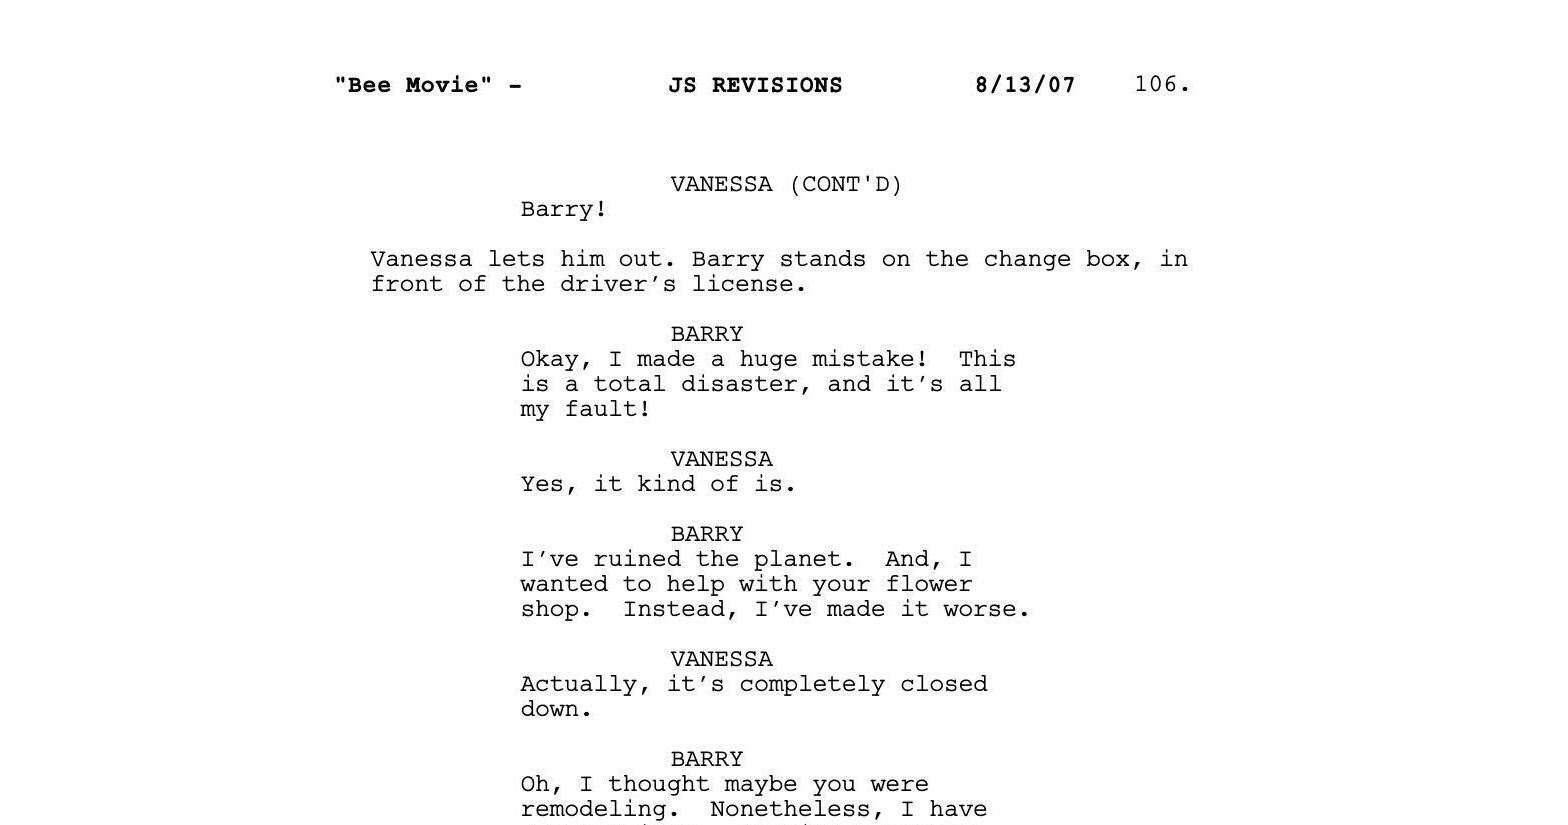 "Bee Movie" - JS REVISIONS 8/13/07 106.
VANESSA (CONT'D)
Barry!
Vanessa lets him out. Barry stands on the change box, in
front of the driver’s license.
BARRY
Okay, I made a huge mistake! This
is a total disaster, and it’s all
my fault!
VANESSA
Yes, it kind of is.
BARRY
I’ve ruined the planet. And, I
wanted to help with your flower
shop. Instead, I’ve made it worse.
VANESSA
Actually, it’s completely closed
down.
BARRY
Oh, I thought maybe you were
remodeling. Nonetheless, I have